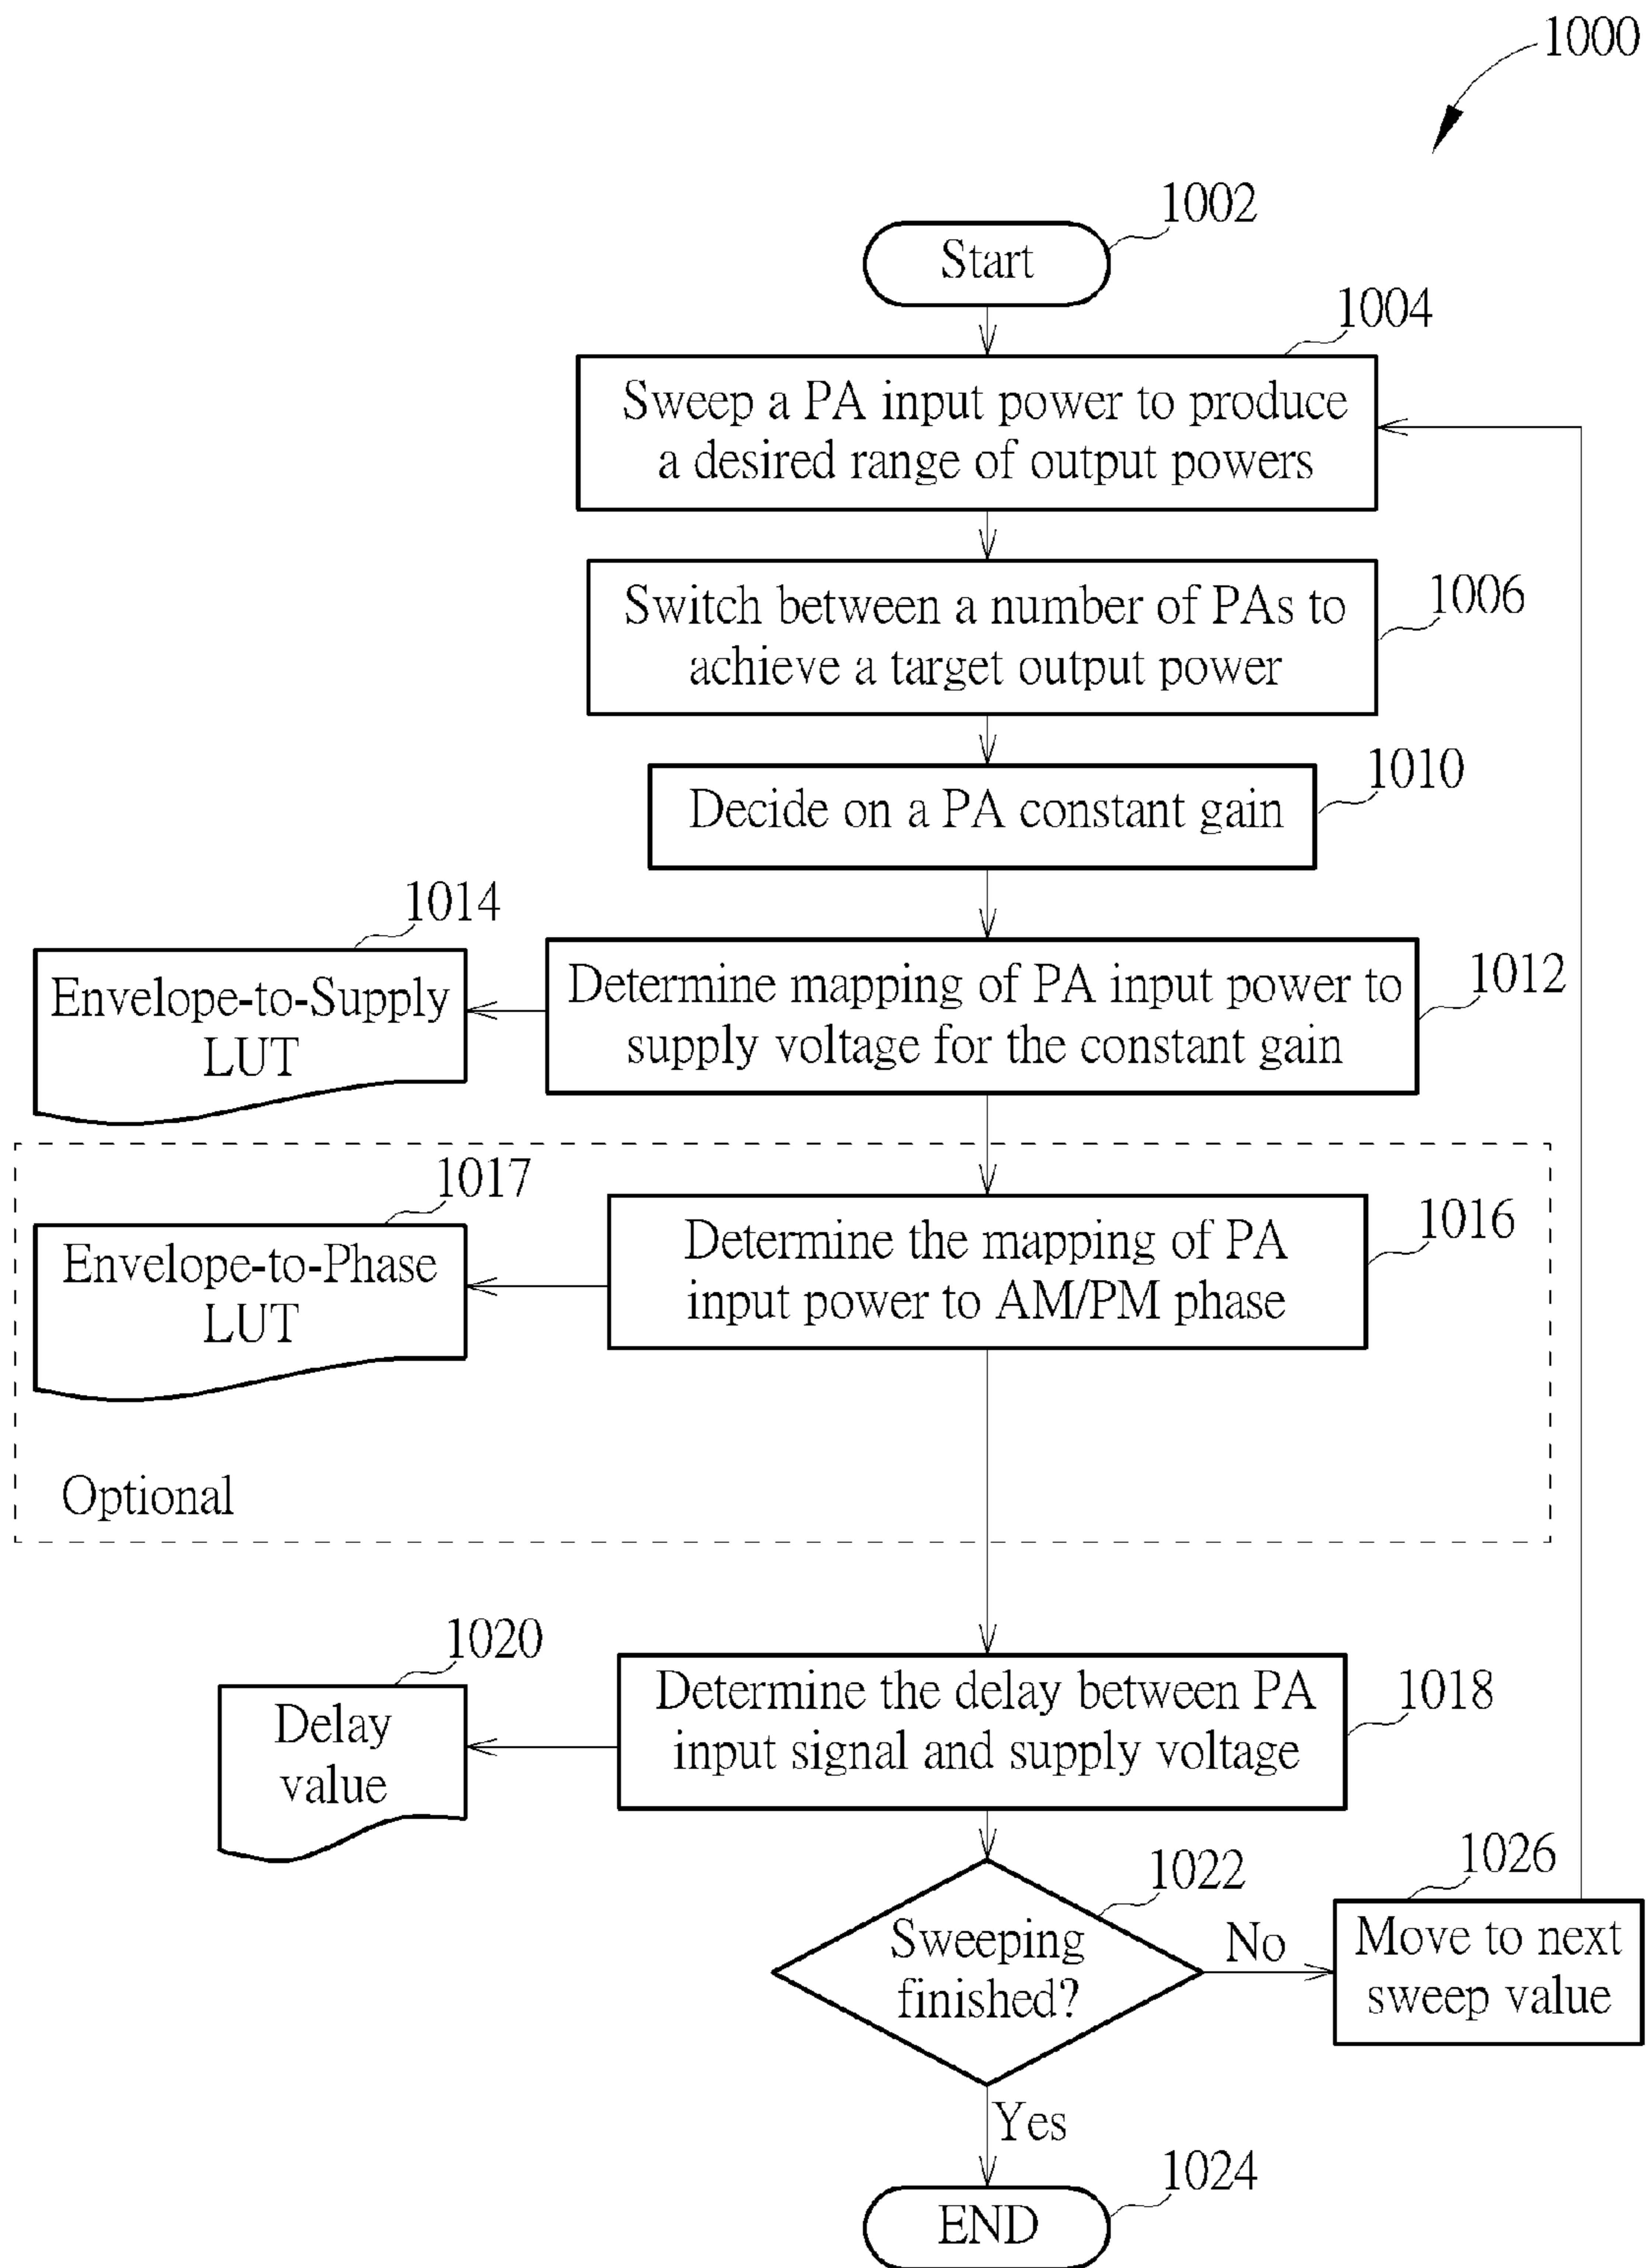 1000
1002
Start
1004
Sweep a PA input power to produce
a desired range of output powers
1006
Switch between a number of PAs to
achieve a target output power
1010
Decide on a PA constant gain
1014
Envelope-to-Supply
LUT
1012
Determine mapping of PA input power to
supply voltage for the constant gain
1017
Envelope-to-Phase
LUT
1016
Determine the mapping of PA
input power to AM/PM phase
Optional
1020
Delay
value
1018
Determine the delay between PA
input signal and supply voltage
1022
Sweeping
finished?
No
1026
Move to next
sweep value
Yes
1024
END